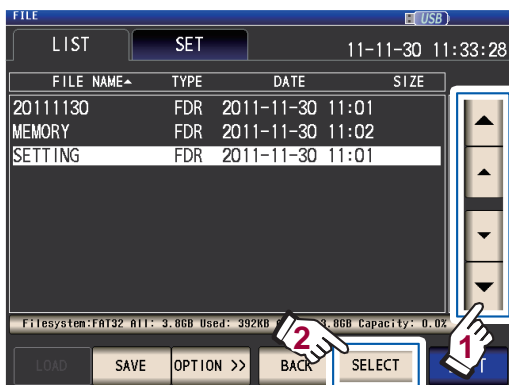 FILE USB
LIST SET 11-11-30 11:33:28
FILE NAME▲ TYPE DATE SIZE
20111130 FDR 2011-11-30 11:01
MEMORY FDR 2011-11-30 11:02
SETTING FDR 2011-11-30 11:01
Filesystem:FAT32 All: 3.8GB Used: 392KB .86B Capacity: 0.0%
2
1
LOAD SAVE OPTION >> BACK SELECT